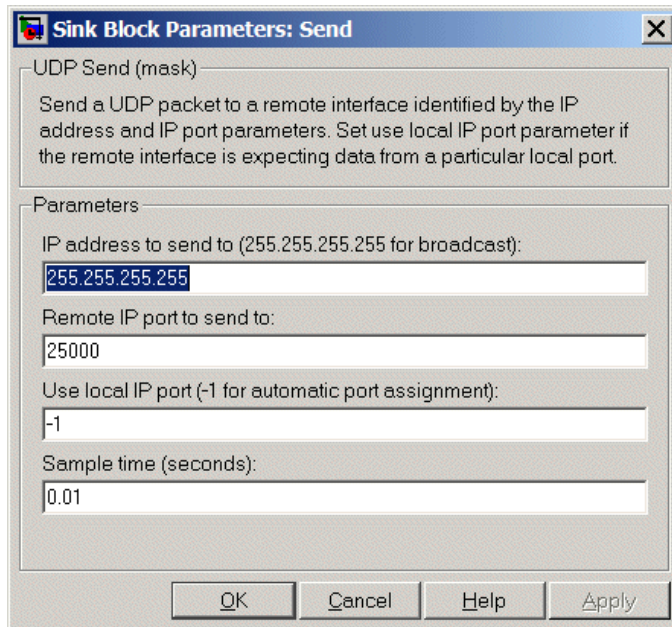 Sink Block Parameters: Send
UDP Send (mask)
Send a UDP packet to a remote interface identified by the IP
address and IP port parameters. Set use local IP port parameter if
the remote interface is expecting data from a particular local port.
Parameters
IP address to send to (255.255.255.255 for broadcast):
255.255.255.255
Remote IP port to send to:
25000
Use local IP port (-1 for automatic port assignment):
-1
Sample time (seconds):
0.01
OK Cancel Help Apply